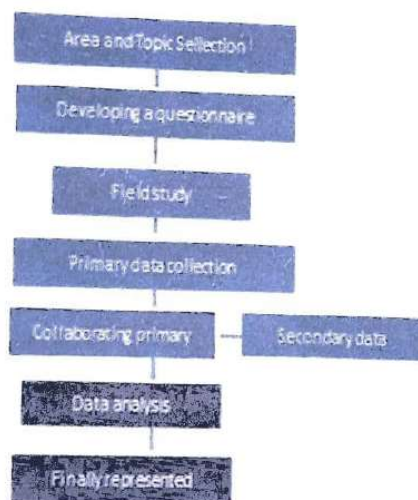 Area and Topic Sellection
Developing a questionnaire
Field study
Primary data collection
Collaborating primary
Secondary data
Data analysis
Finally represented